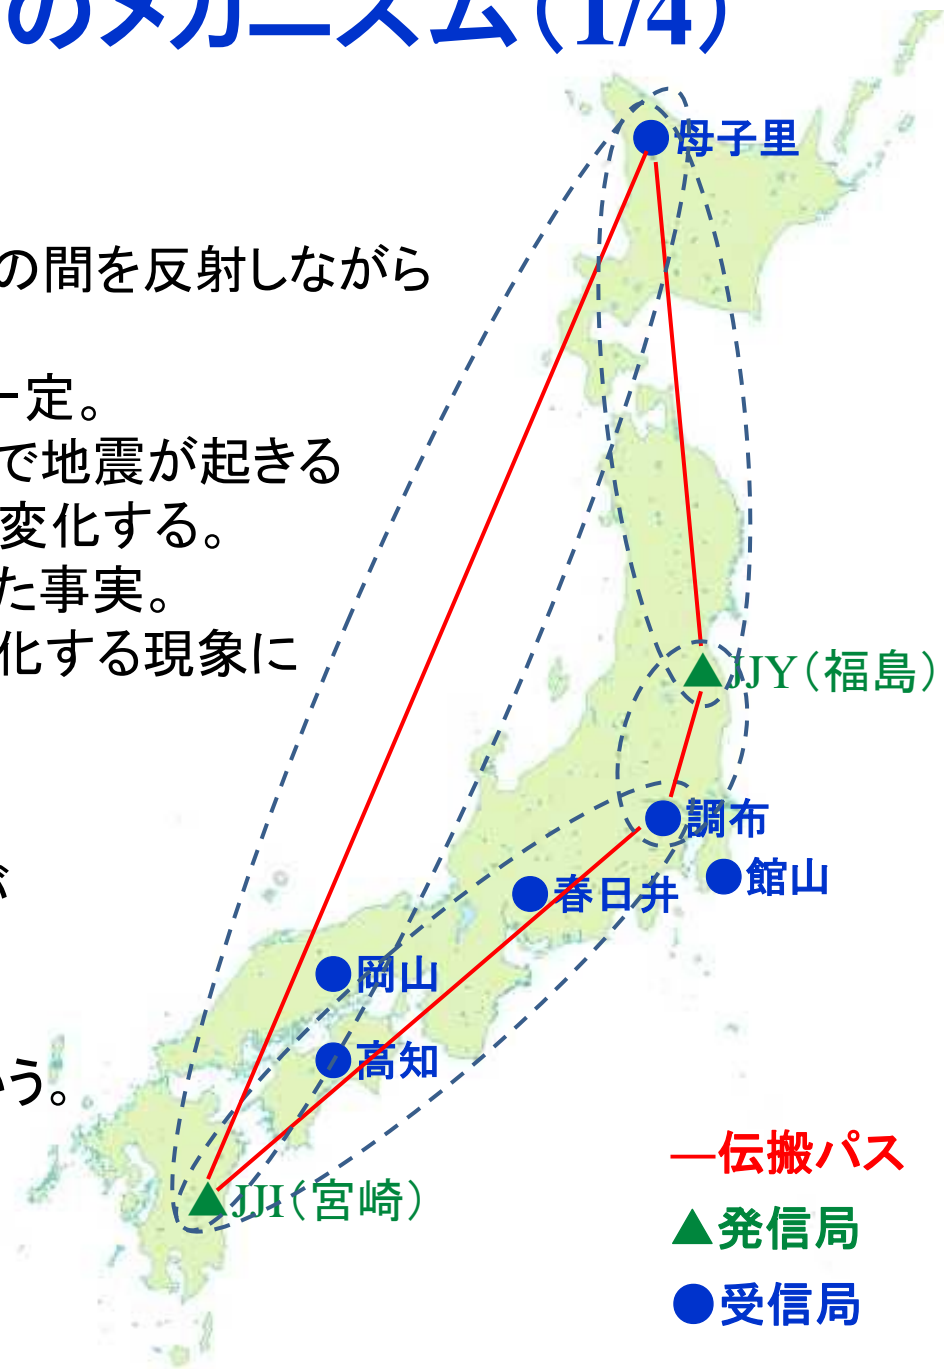 のメカニズム（1/4）
母子里
の間を反射しながら
一定。
で地震が起きる
変化する。
た事実。
化する現象に
JJY（福島）
調布
館山
が
春日井
岡山
高知
いう。
JJI（宮崎）
―伝搬パス
▲発信局
●受信局